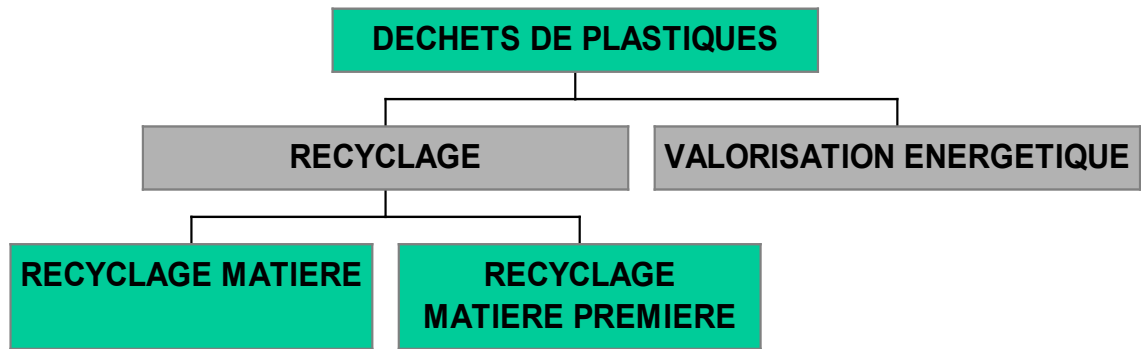 DECHETS DE PLASTIQUES
RECYCLAGE
VALORISATION ENERGETIQUE
RECYCLAGE MATIERE
RECYCLAGE
MATIERE PREMIERE